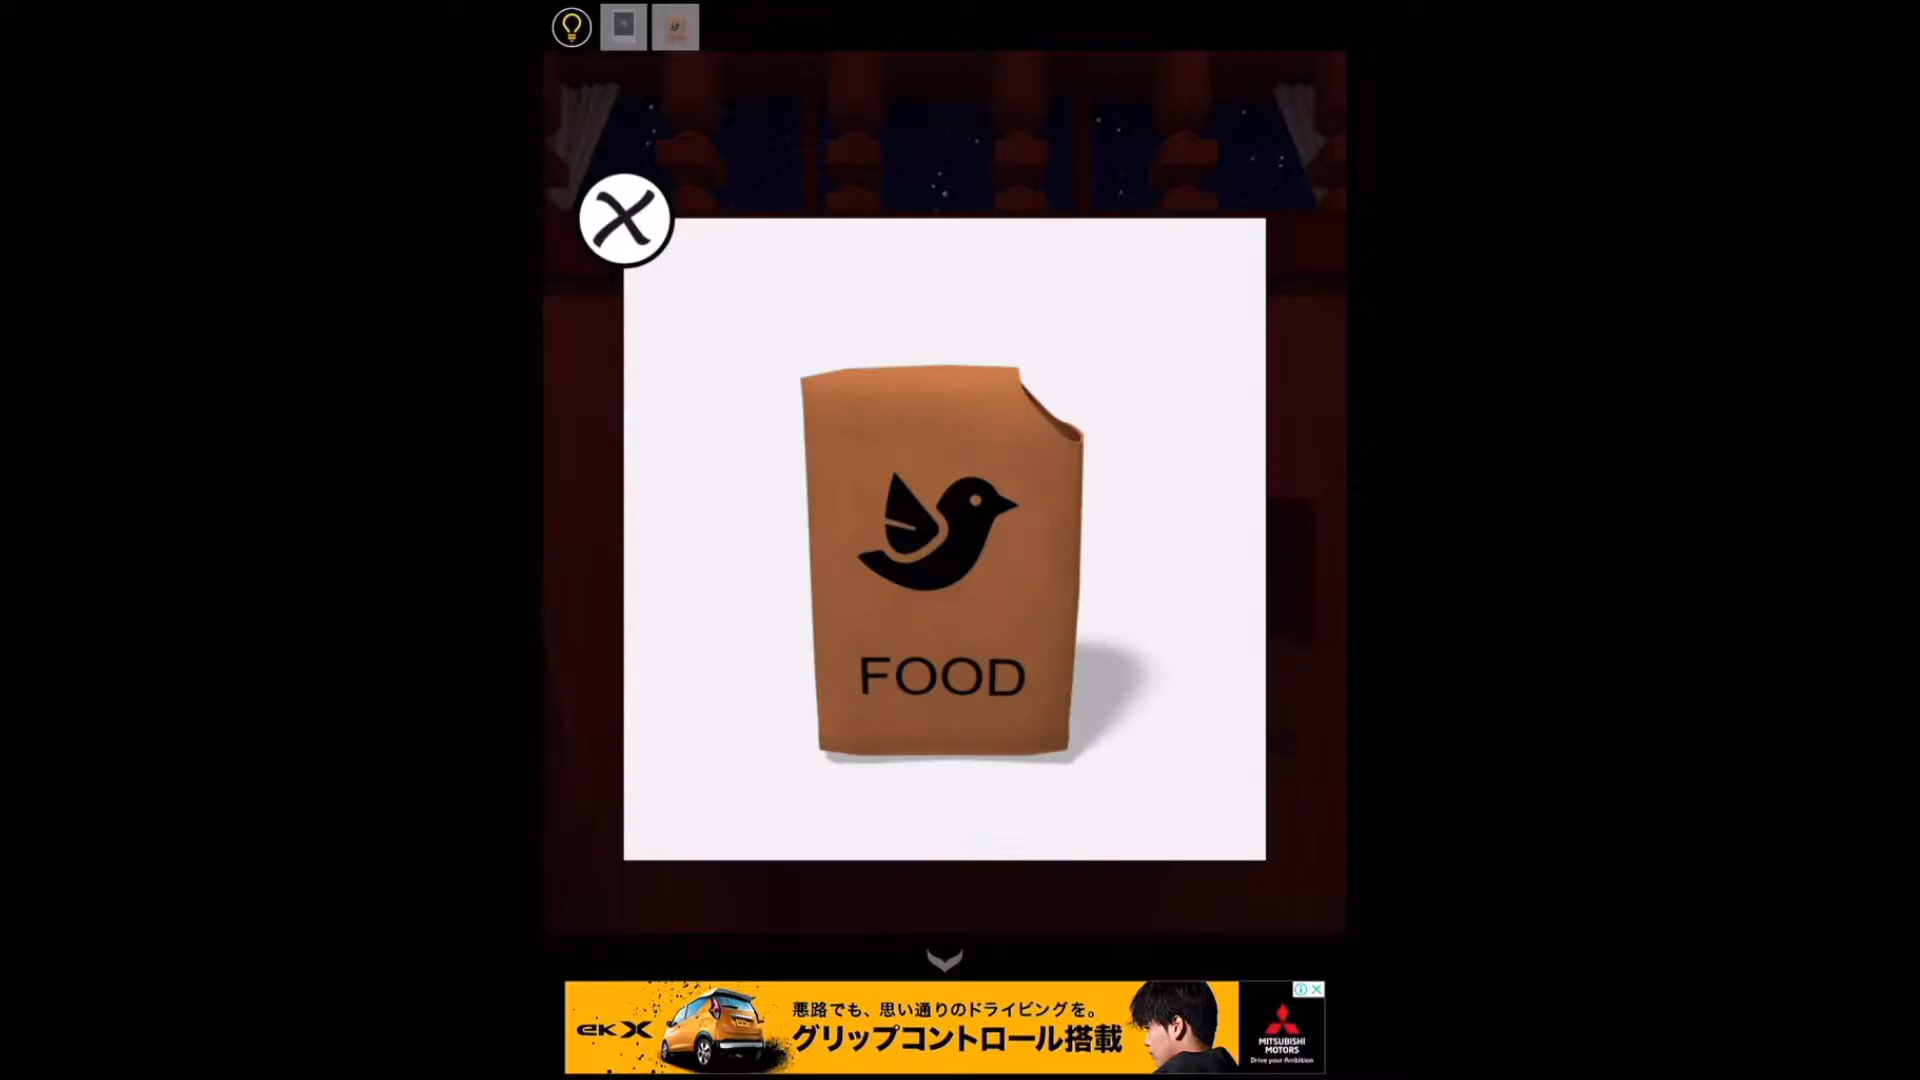 FOOD
eK X
悪路でも、思い通りのドライビングを。
グリップコントロール搭載
MITSUBISHI
MOTORS
Drive your Ambition